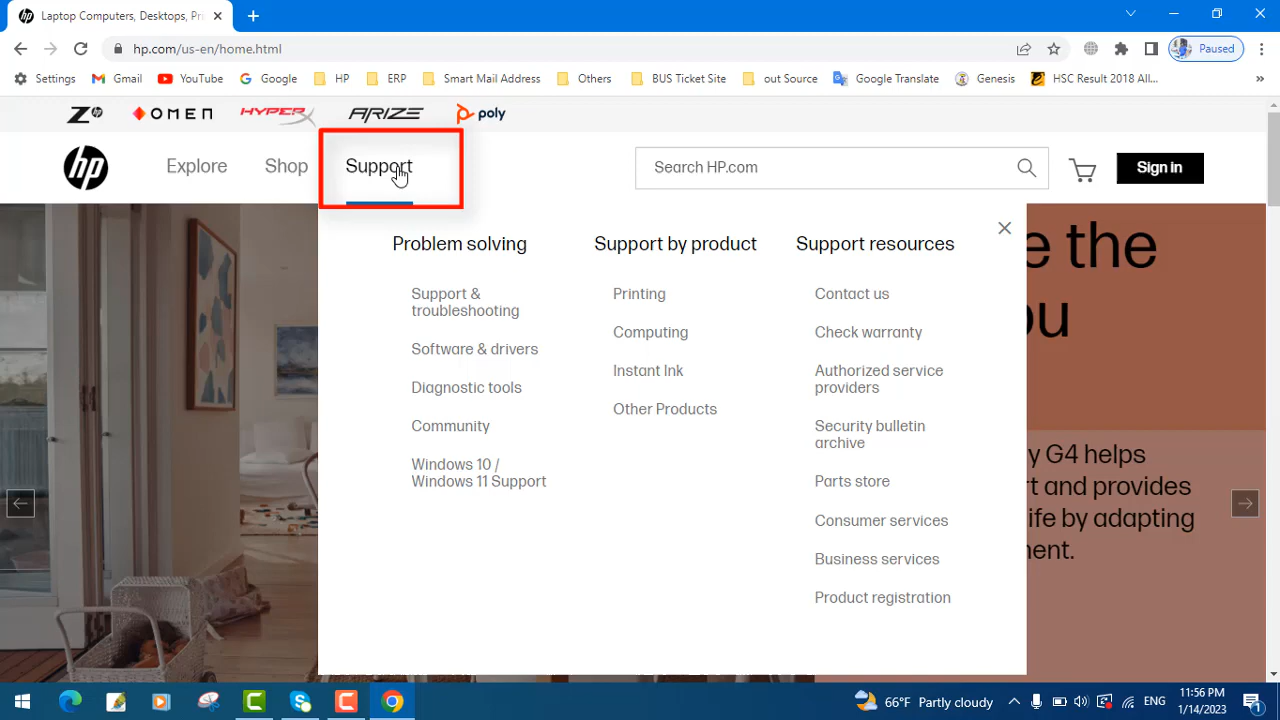 Laptop Computers, Desktops, Pri
hp.com/us-en/home.html
Paused
Settings
Gmail
YouTube
Google
HP
ERP
Smart Mail Address
Others
BUS Ticket Site
out Source
Google Translate
Genesis
HSC Result 2018 All...
»
Z hp
OMEN
HYPERX
ARIZE
poly
hp
Explore
Shop
Support
Search HP.com
Sign in
Problem solving
Support &
troubleshooting
Software & drivers
Diagnostic tools
Community
Windows 10 /
Windows 11 Support
Support by product
Printing
Computing
Instant Ink
Other Products
Support resources
Contact us
Check warranty
Authorized service
providers
Security bulletin
archive
Parts store
Consumer services
Business services
Product registration
e the
ou
y G4 helps
rt and provides
ife by adapting
nent.
66°F Partly cloudy
ENG
11:56 PM
1/14/2023
1